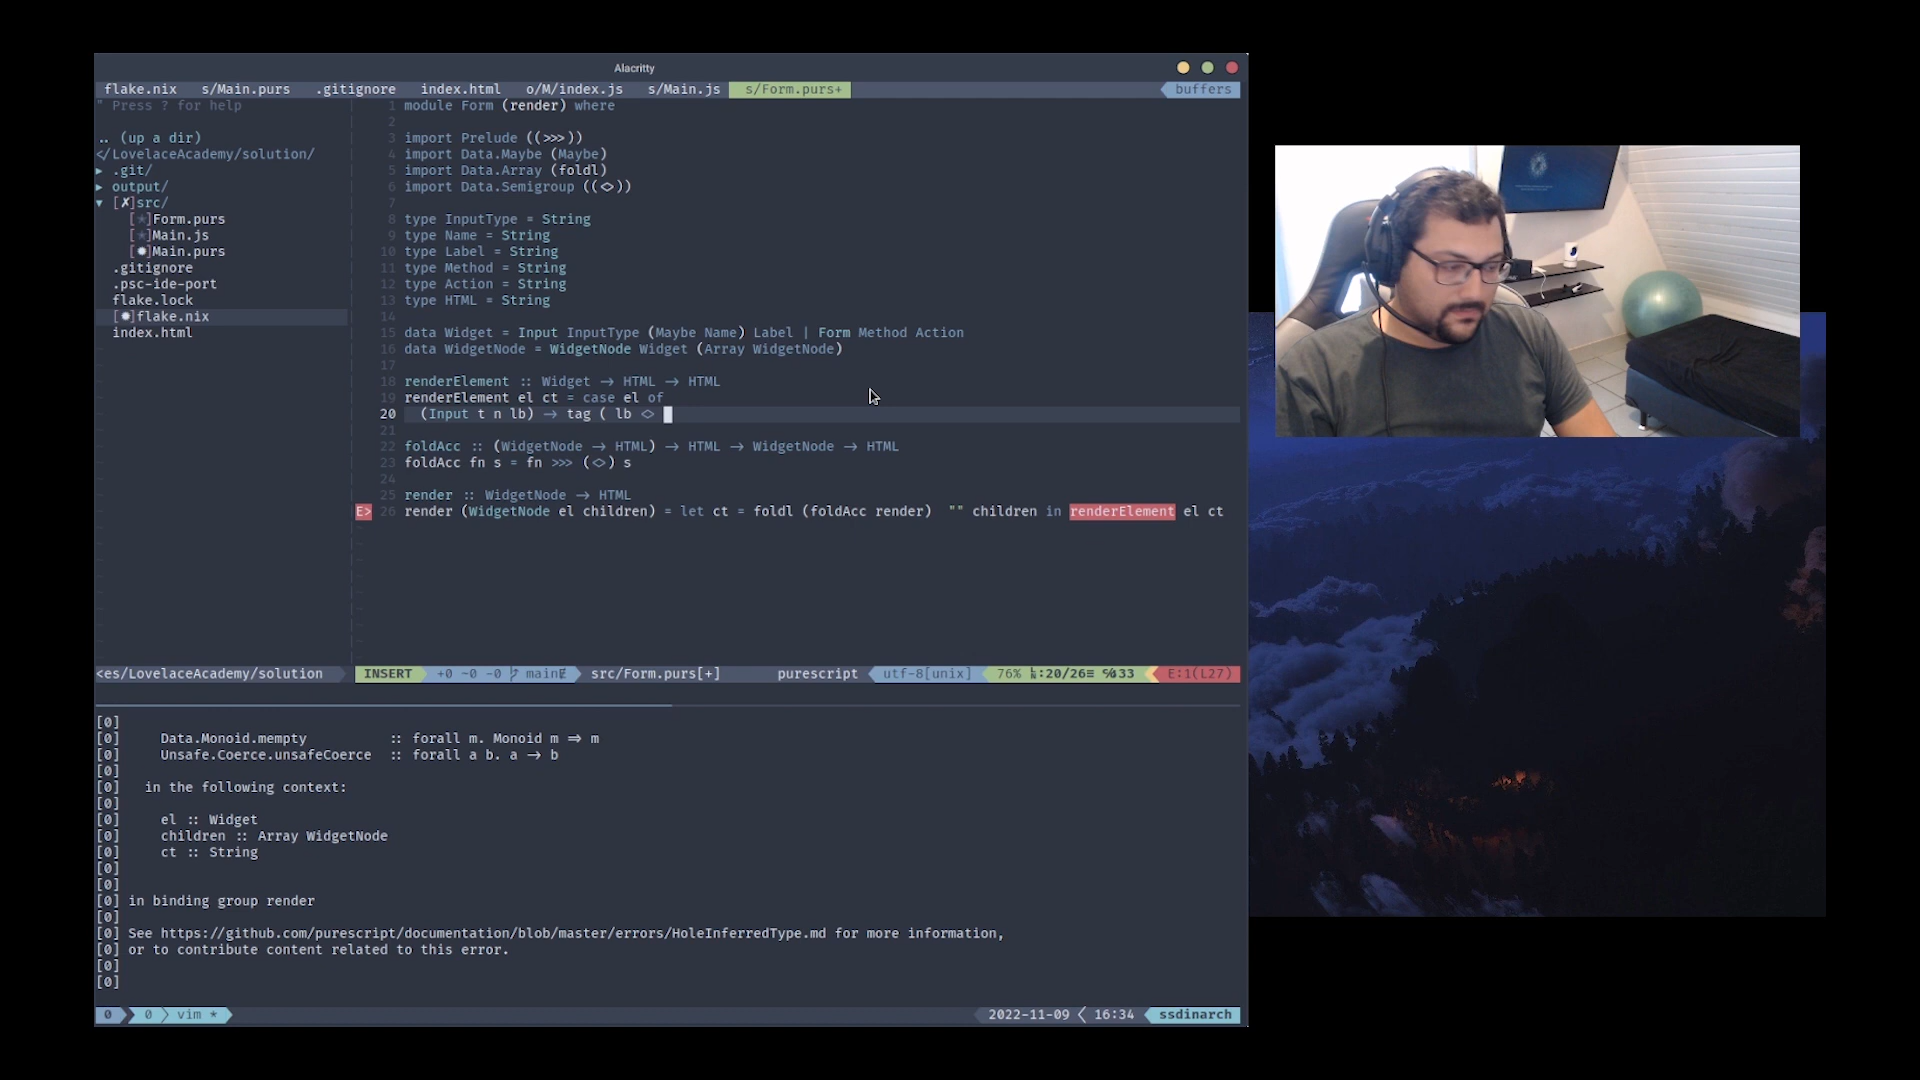 Alacritty
flake.nix s/Main.purs .gitignore index.html o/M/index.js s/Main.js s/Form.purs+ buffers
" Press ? for help
.. (up a dir)
</LovelaceAcademy/solution/
▸ .git/
▸ output/
▾ [✗]src/
[★]Form.purs
[★]Main.js
[✹]Main.purs
.gitignore
.psc-ide-port
flake.lock
[✹]flake.nix
index.html
1 module Form (render) where
2
3 import Prelude ((>>>))
4 import Data.Maybe (Maybe)
5 import Data.Array (foldl)
6 import Data.Semigroup ((<>))
7
8 type InputType = String
9 type Name = String
10 type Label = String
11 type Method = String
12 type Action = String
13 type HTML = String
14
15 data Widget = Input InputType (Maybe Name) Label | Form Method Action
16 data WidgetNode = WidgetNode Widget (Array WidgetNode)
17
18 renderElement :: Widget -> HTML -> HTML
19 renderElement el ct = case el of
20 (Input t n lb) -> tag ( lb <>
21
22 foldAcc :: (WidgetNode -> HTML) -> HTML -> WidgetNode -> HTML
23 foldAcc fn s = fn >>> (<>) s
24
25 render :: WidgetNode -> HTML
E> 26 render (WidgetNode el children) = let ct = foldl (foldAcc render) "" children in renderElement el ct
<es/LovelaceAcademy/solution INSERT +0 ~0 -0 main src/Form.purs[+] purescript utf-8[unix] 76% :20/26≡ 33 E:1(L27)
[0]
[0] Data.Monoid.mempty :: forall m. Monoid m => m
[0] Unsafe.Coerce.unsafeCoerce :: forall a b. a -> b
[0]
[0] in the following context:
[0]
[0] el :: Widget
[0] children :: Array WidgetNode
[0] ct :: String
[0]
[0]
[0] in binding group render
[0]
[0] See https://github.com/purescript/documentation/blob/master/errors/HoleInferredType.md for more information,
[0] or to contribute content related to this error.
[0]
[0]
0 0 vim * 2022-11-09 16:34 ssdinarch